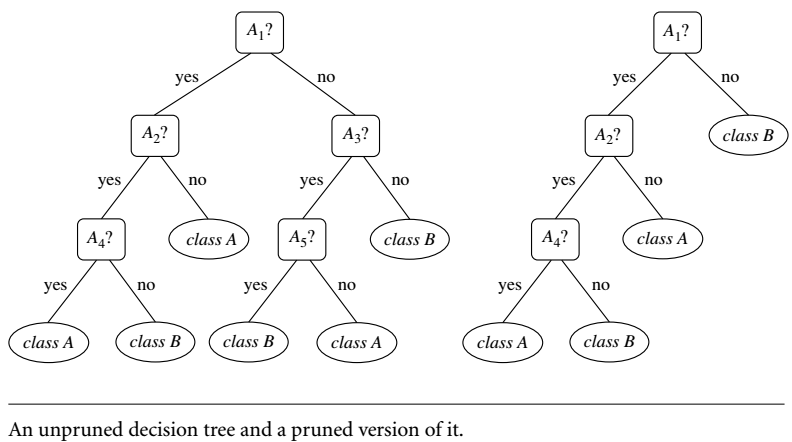 A1? A1?
yes no yes no
A2? A3? A2? class B
yes no yes no yes no
A4? class A A5? class B A4? class A
yes no yes no yes no
class A class B class B class A class A class B
An unpruned decision tree and a pruned version of it.